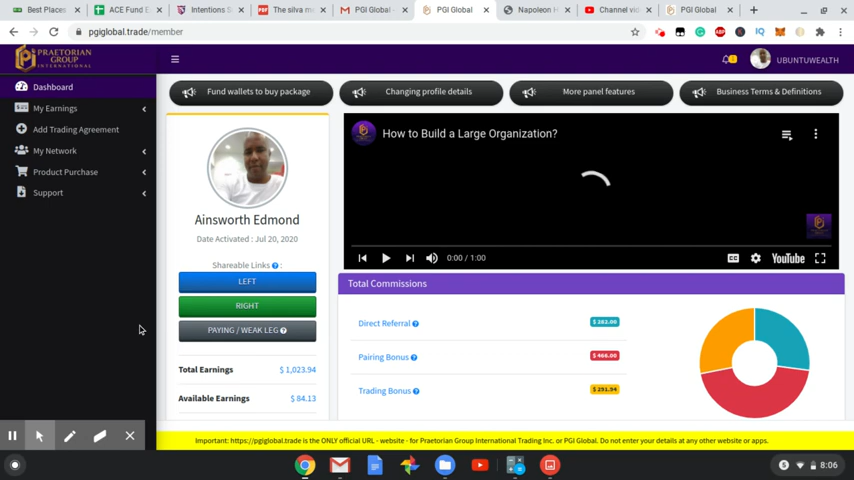 Best Places
ACE Fund E
Intentions S
The silva me
PGI Global
PGI Global
Napoleon H
Channel vid
PGI Global
pgiglobal.trade/member
PRAETORIAN
GROUP
INTERNATIONAL
UBUNTUWEALTH
Dashboard
My Earnings
Add Trading Agreement
My Network
Product Purchase
Support
Fund wallets to buy package
Changing profile details
More panel features
Business Terms & Definitions
Ainsworth Edmond
Date Activated : Jul 20, 2020
Shareable Links ? :
LEFT
RIGHT
PAYING / WEAK LEG ?
Total Earnings $ 1,023.94
Available Earnings $ 84.13
How to Build a Large Organization?
0:00 / 1:00
CC
YouTube
Total Commissions
Direct Referral ?
Pairing Bonus ? $ 466.00
Trading Bonus ? $ 291.94
Important: https://pgiglobal.trade is the ONLY official URL - website - for Praetorian Group International Trading Inc. or PGI Global. Do not enter your details at any other website or apps.
8:06